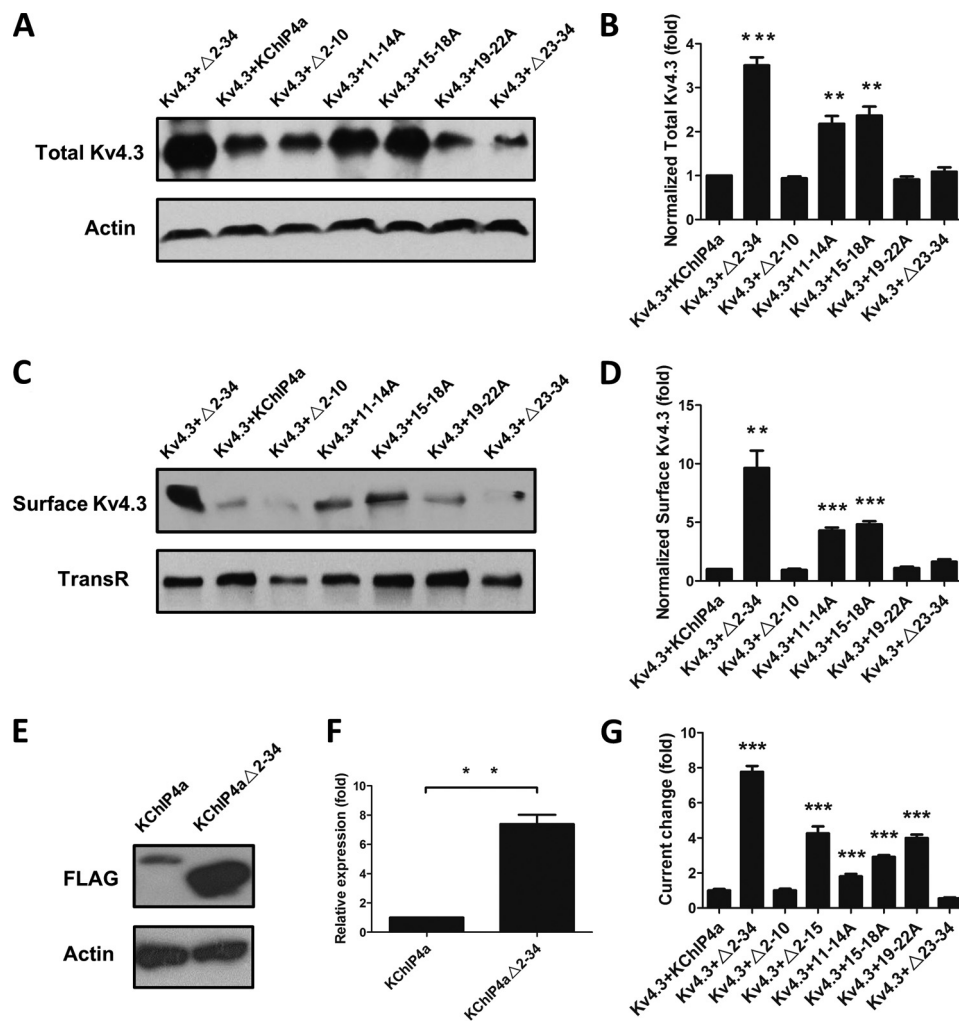 A
Kv4.3+△2-34
Kv4.3+KChIP4a
Kv4.3+△2-10
Kv4.3+11-14A
Kv4.3+15-18A
Kv4.3+19-22A
Kv4.3+△23-34
Total Kv4.3
Actin
B
Normalized Total Kv4.3 (fold)
4
3
2
1
0
***
**
**
Kv4.3+KChIP4a
Kv4.3+△2-34
Kv4.3+△2-10
Kv4.3+11-14A
Kv4.3+15-18A
Kv4.3+19-22A
Kv4.3+△23-34
C
Kv4.3+△2-34
Kv4.3+KChIP4a
Kv4.3+△2-10
Kv4.3+11-14A
Kv4.3+15-18A
Kv4.3+19-22A
Kv4.3+△23-34
Surface Kv4.3
TransR
D
Normalized Surface Kv4.3 (fold)
15
10
5
0
**
***
***
Kv4.3+KChIP4a
Kv4.3+△2-34
Kv4.3+△2-10
Kv4.3+11-14A
Kv4.3+15-18A
Kv4.3+19-22A
Kv4.3+△23-34
E
KChIP4a
KChIP4a△2-34
FLAG
Actin
F
Relative expression (fold)
10
8
6
4
2
0
* *
KChIP4a
KChIP4a△2-34
G
Current change (fold)
10
8
6
4
2
0
***
***
***
***
***
Kv4.3+KChIP4a
Kv4.3+△2-34
Kv4.3+△2-10
Kv4.3+△2-15
Kv4.3+11-14A
Kv4.3+15-18A
Kv4.3+19-22A
Kv4.3+△23-34